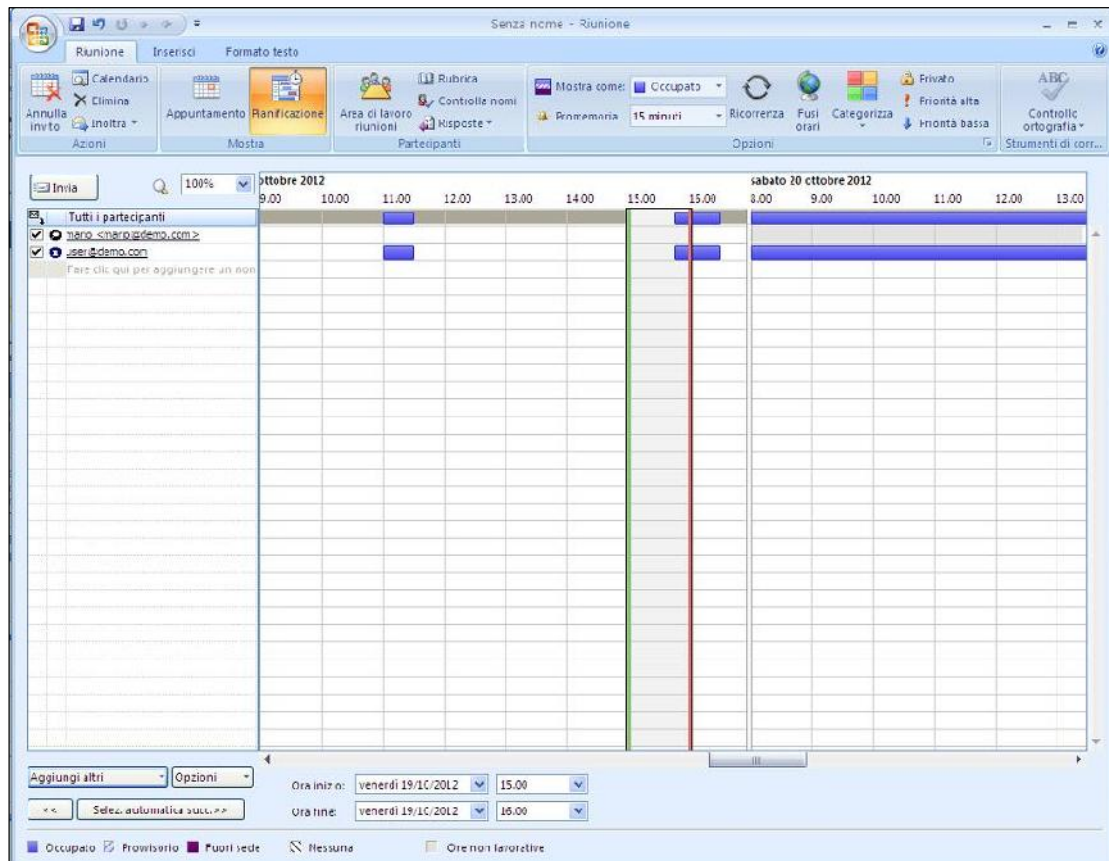 Senza nome - Riunione
Riunione Inserisci Formato testo
Annulla invito
Calendario
Elimina
Inoltra
Azioni
Appuntamento
Pianificazione
Mostra
Area di lavoro riunioni
Rubrica
Controlla nomi
Risposte
Partecipanti
Mostra come: Occupato
Promemoria 15 minuti
Ricorrenza
Fusi orari
Categorizza
Privato
Priorità alta
Priorità bassa
Opzioni
ABC
Controllo ortografia
Strumenti di corr...
Invia 100%
ottobre 2012 sabato 20 ottobre 2012
9.00 10.00 11.00 12.00 13.00 14.00 15.00 8.00 9.00 10.00 11.00 12.00 13.00
Tutti i partecipanti
user@demo.com
Fare clic qui per aggiungere un non
Aggiungi altri Opzioni
Ora inizio: venerdì 19/10/2012 15.00
<< Selez. automatica succ. >>
Ora fine: venerdì 19/10/2012 16.00
Occupato Provvisorio Fuori sede Nessuna Ore non lavorative